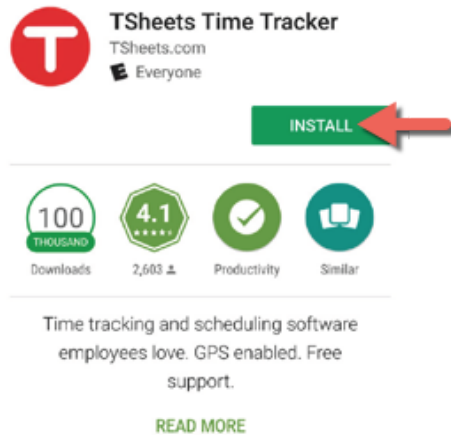 T
TSheets Time Tracker
TSheets.com
E Everyone
INSTALL
100
THOUSAND
Downloads
4.1
2,603
Productivity
Similar
Time tracking and scheduling software
employees love. GPS enabled. Free
support.
READ MORE